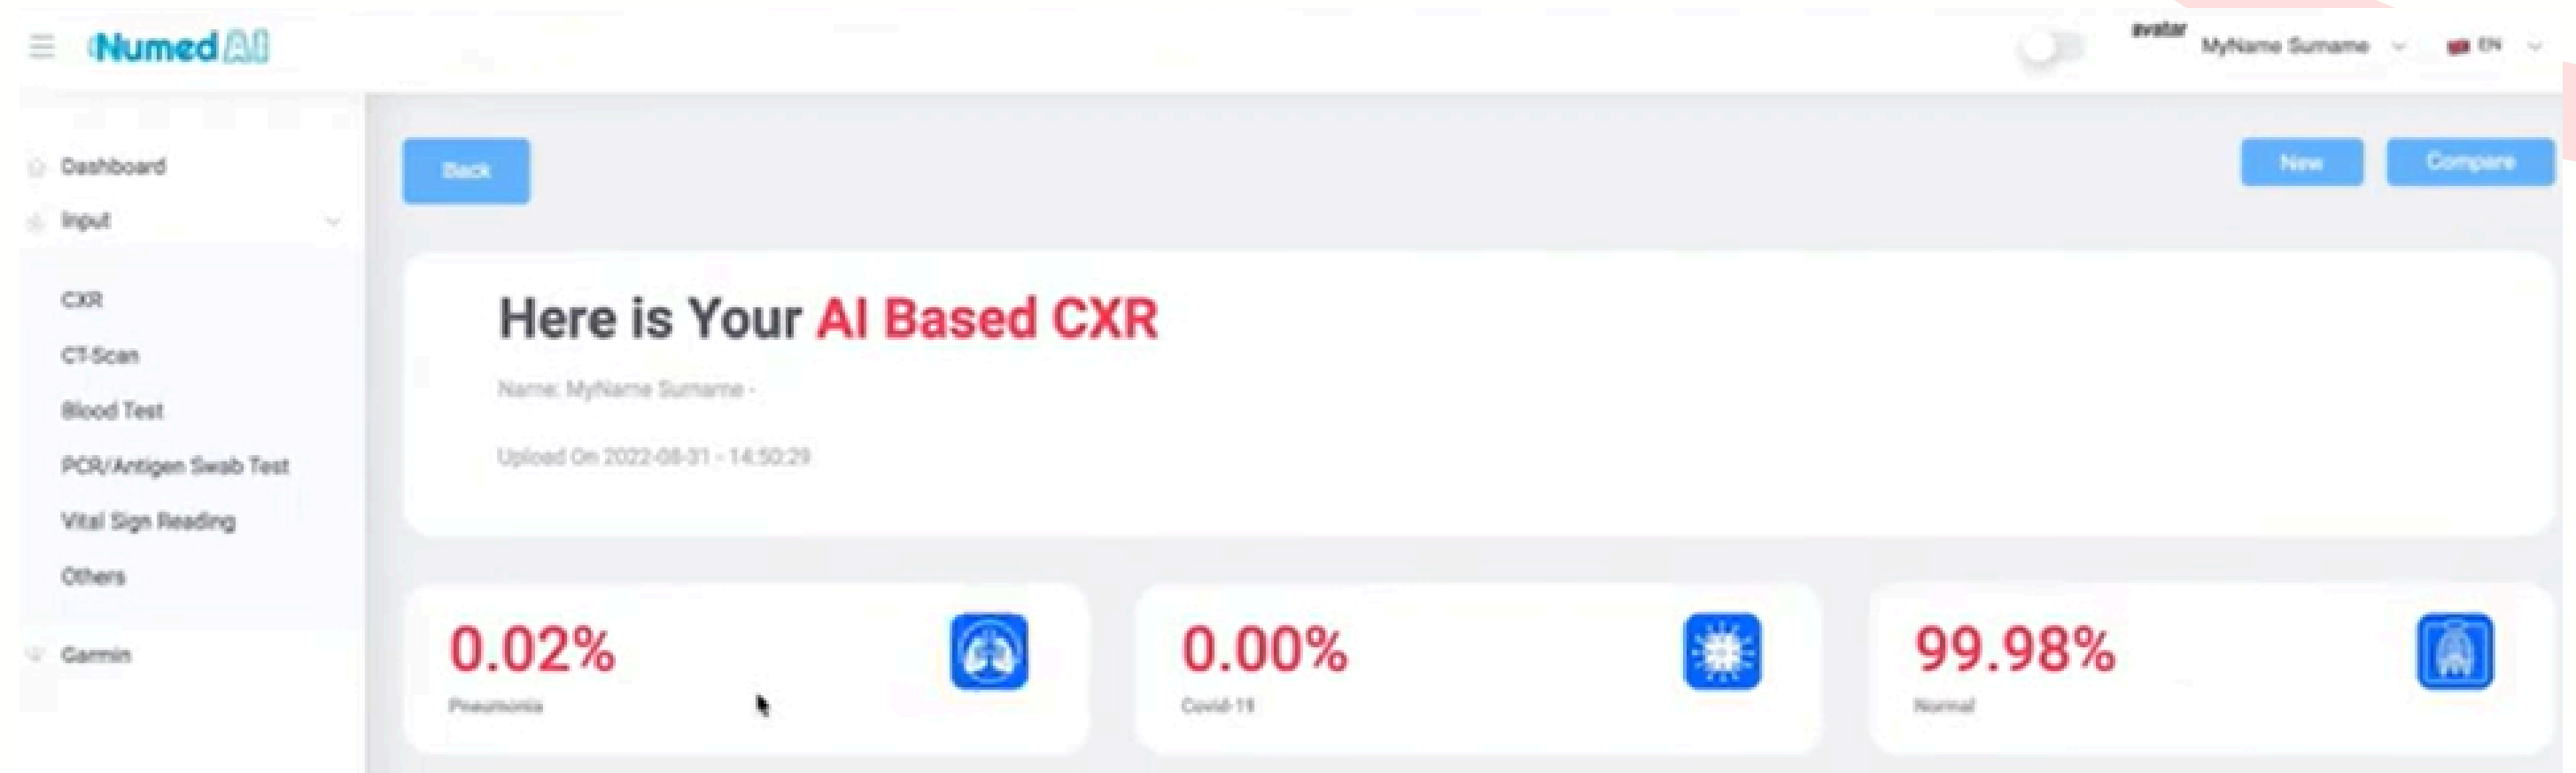 Numed AI
avatar
MyName Surname
EN
Dashboard
Input
CXR
CT-Scan
Blood Test
PCR/Antigen Swab Test
Vital Sign Reading
Others
Garmin
Back
New
Compare
Here is Your AI Based CXR
Name: MyName Surname -
Upload On 2022-08-31 - 14:50:29
0.02%
Pneumonia
0.00%
Covid-19
99.98%
Normal